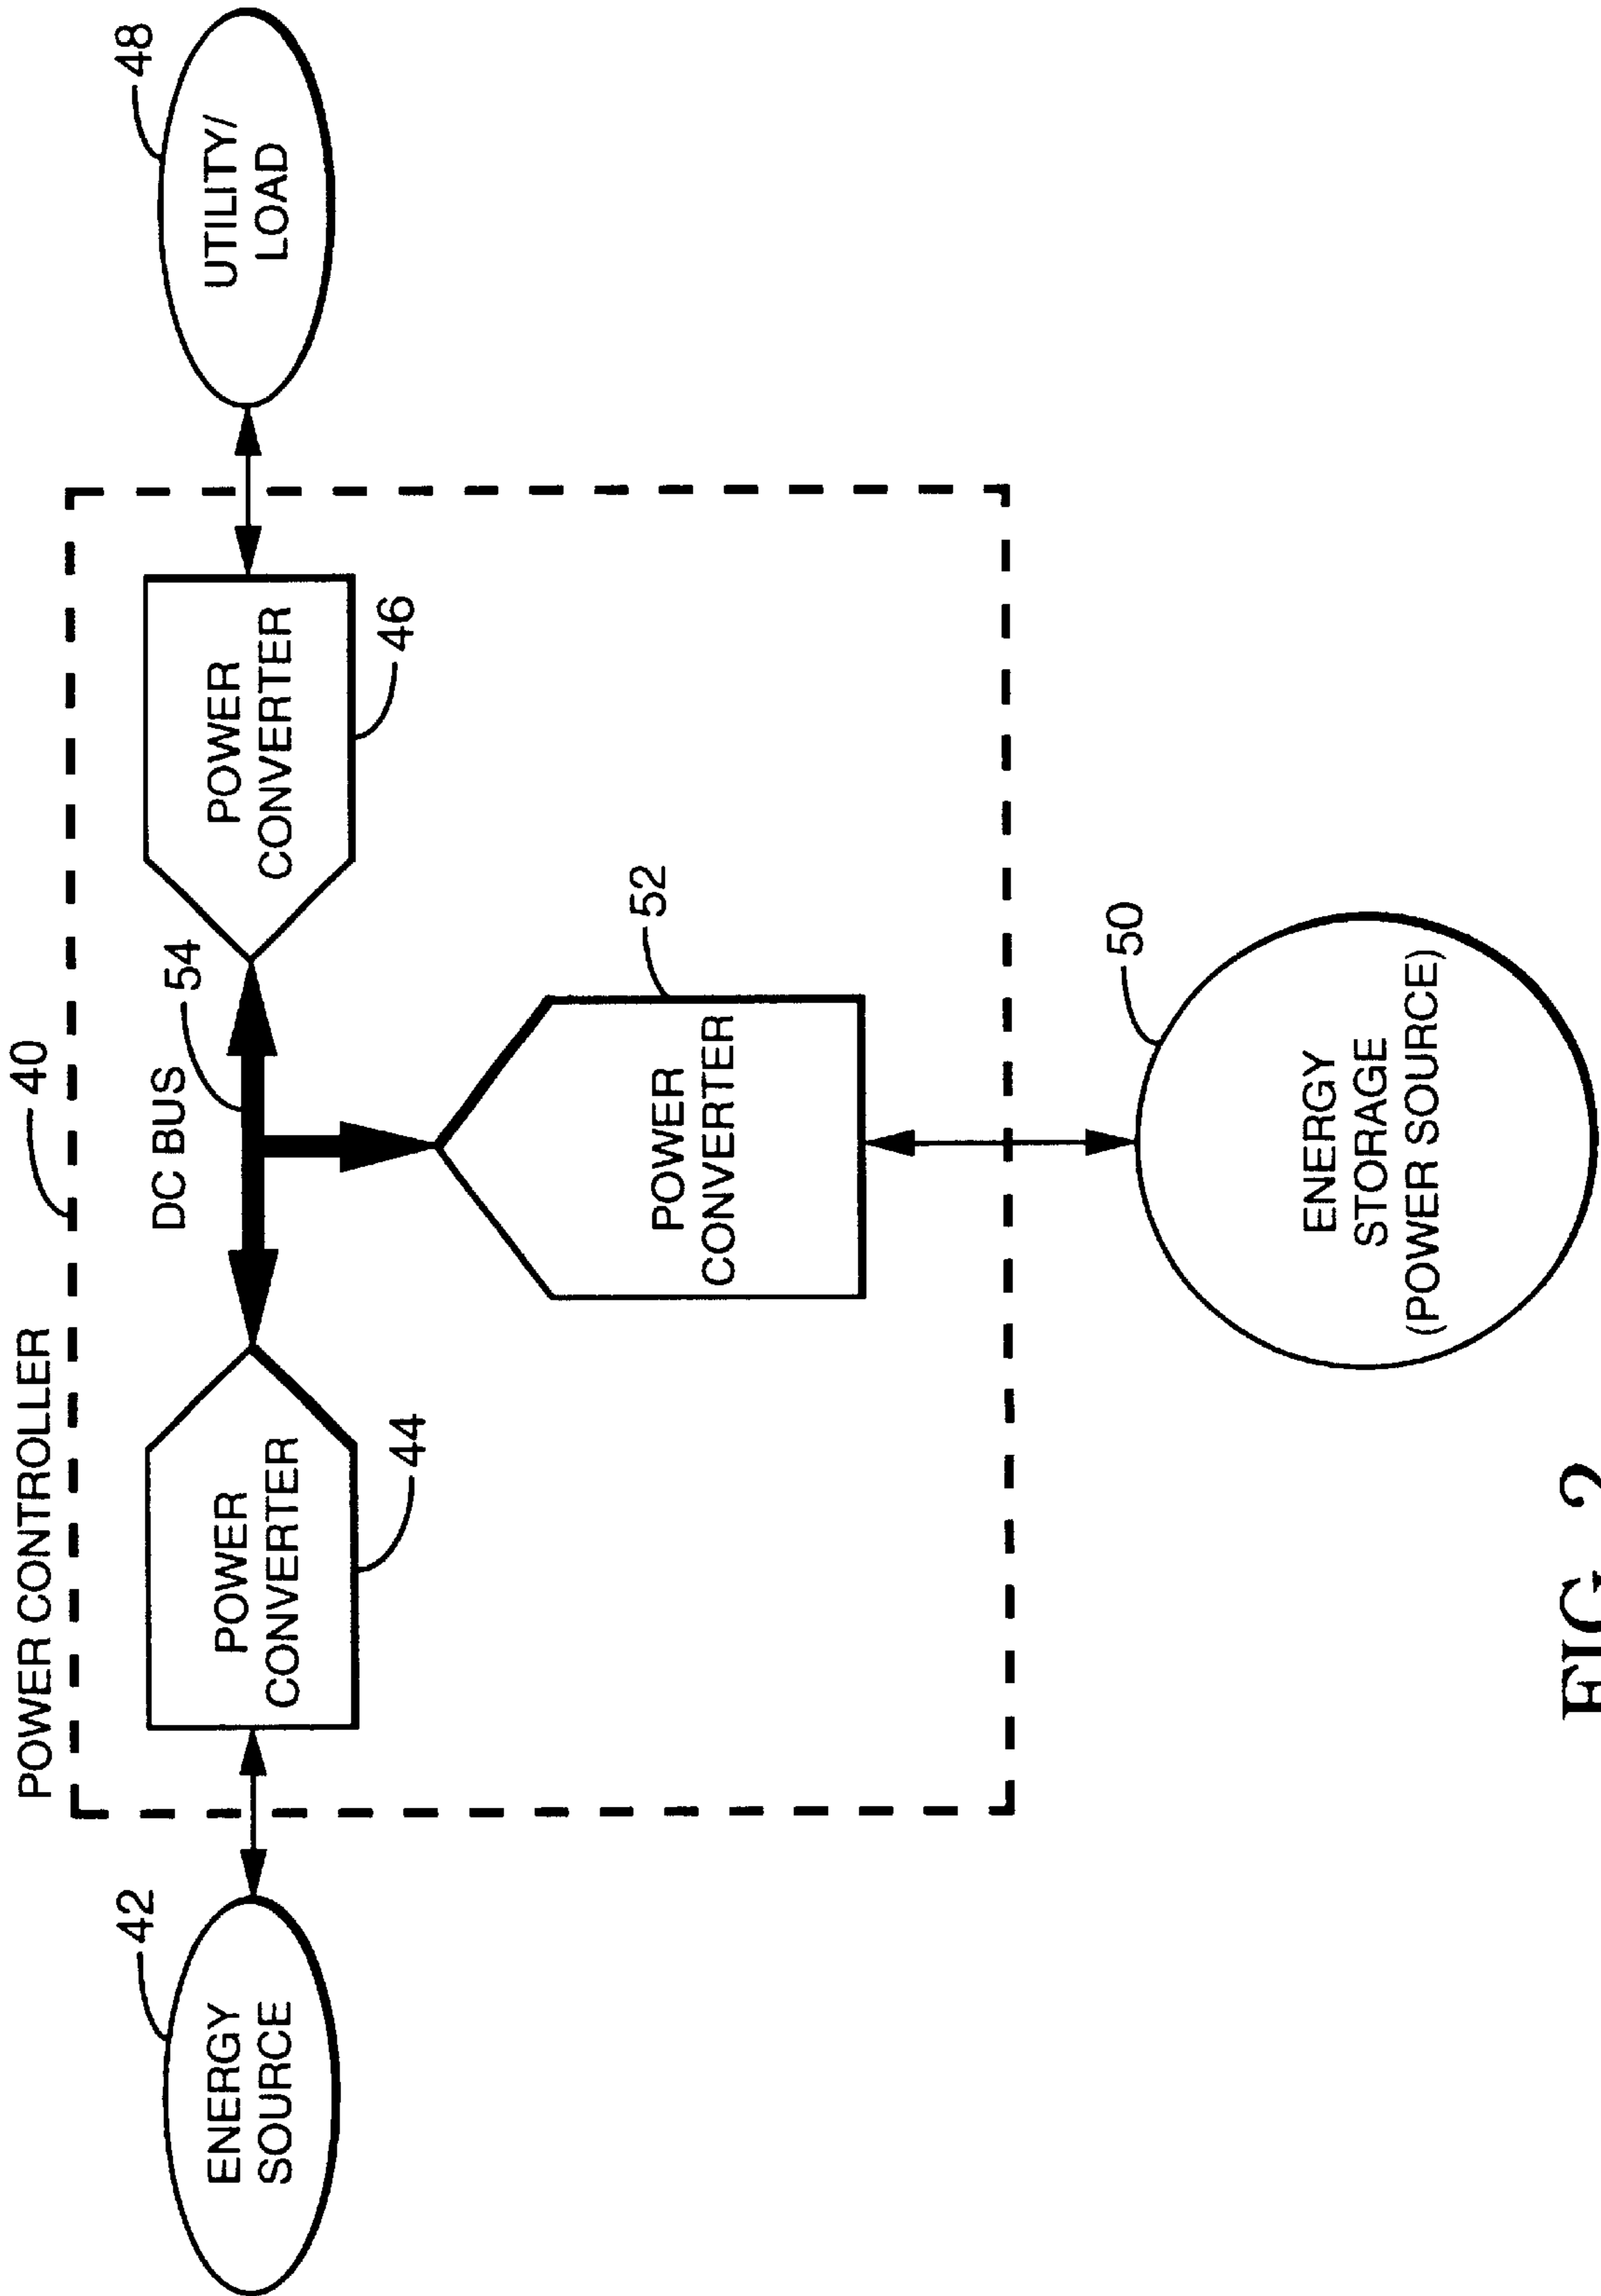 POWER CONTROLLER
40
42
ENERGY
SOURCE
POWER
CONVERTER
44
DC BUS
54
POWER
CONVERTER
46
48
UTILITY/
LOAD
POWER
CONVERTER
52
50
ENERGY
STORAGE
(POWER SOURCE)
FIG. 2